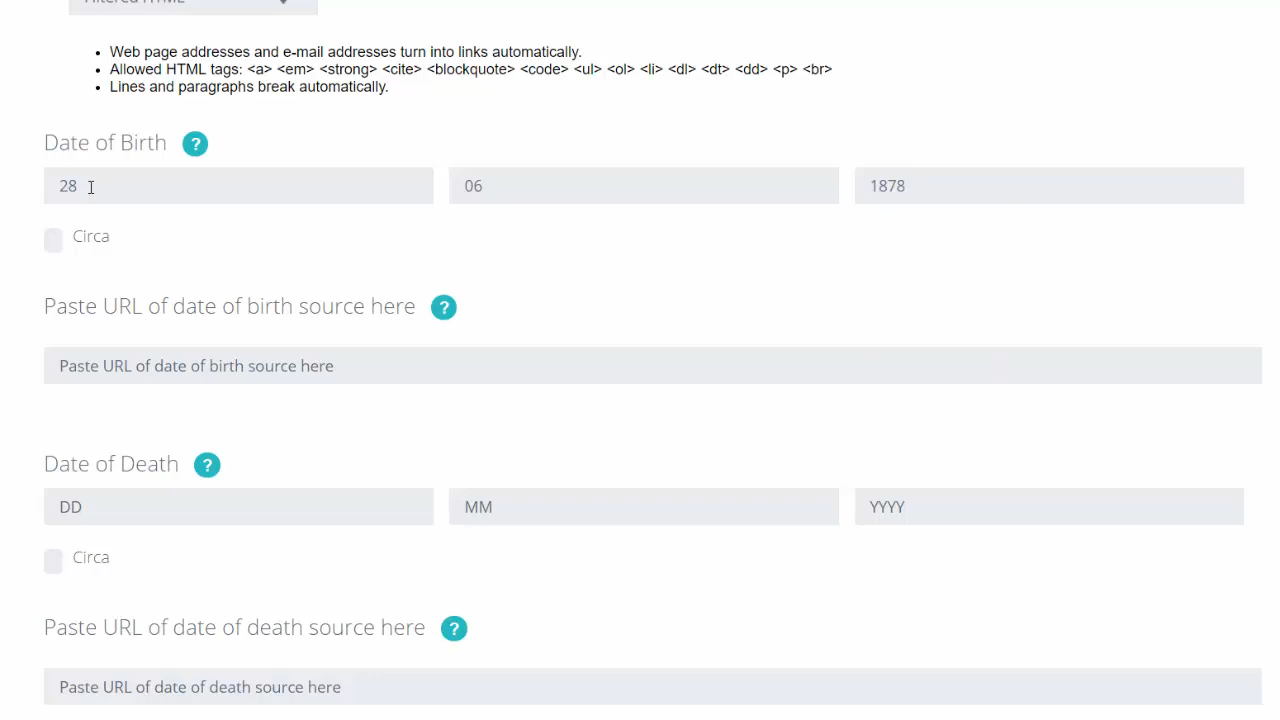 Filtered HTML
Web page addresses and e-mail addresses turn into links automatically.
Allowed HTML tags: <a> <em> <strong> <cite> <blockquote> <code> <ul> <ol> <li> <dl> <dt> <dd> <p> <br>
Lines and paragraphs break automatically.
Date of Birth ?
28 06 1878
Circa
Paste URL of date of birth source here ?
Paste URL of date of birth source here
Date of Death ?
DD MM YYYY
Circa
Paste URL of date of death source here ?
Paste URL of date of death source here